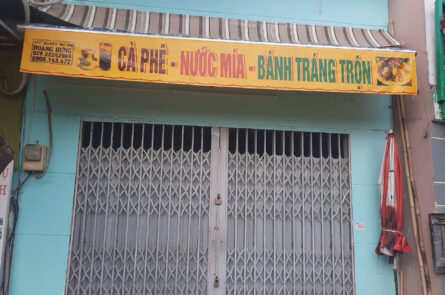 HOÀNG HƯNG
CÀ PHÊ - NƯỚC MÍA - BÁNH TRÁNG TRỘN